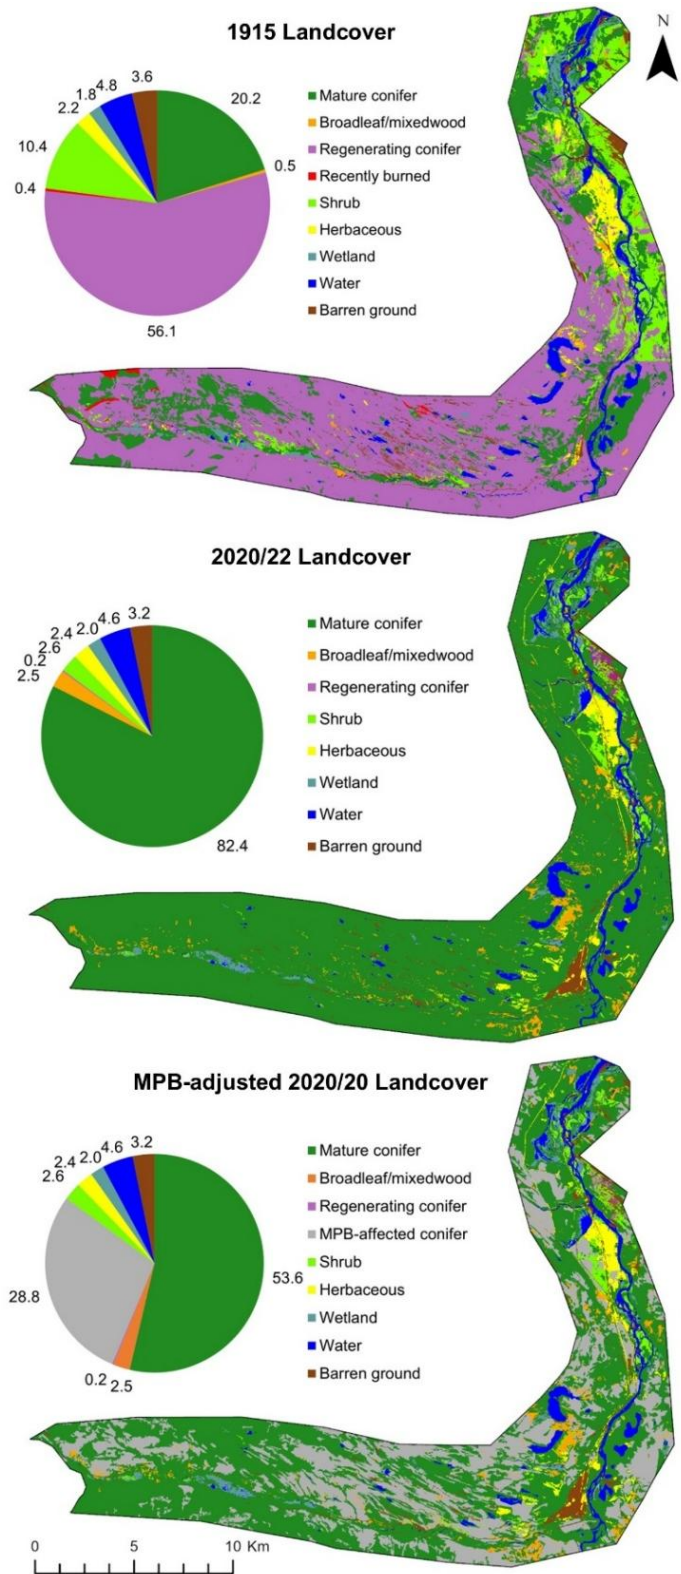 1915 Landcover
N
3.6
4.8
1.8
2.2
10.4
0.4
20.2
0.5
56.1
Mature conifer
Broadleaf/mixedwood
Regenerating conifer
Recently burned
Shrub
Herbaceous
Wetland
Water
Barren ground
2020/22 Landcover
3.2
4.6
2.0
2.4
2.6
0.2
2.5
82.4
Mature conifer
Broadleaf/mixedwood
Regenerating conifer
Shrub
Herbaceous
Wetland
Water
Barren ground
MPB-adjusted 2020/20 Landcover
3.2
4.6
2.0
2.4
2.6
28.8
0.2
2.5
53.6
Mature conifer
Broadleaf/mixedwood
Regenerating conifer
MPB-affected conifer
Shrub
Herbaceous
Wetland
Water
Barren ground
0 5 10 Km